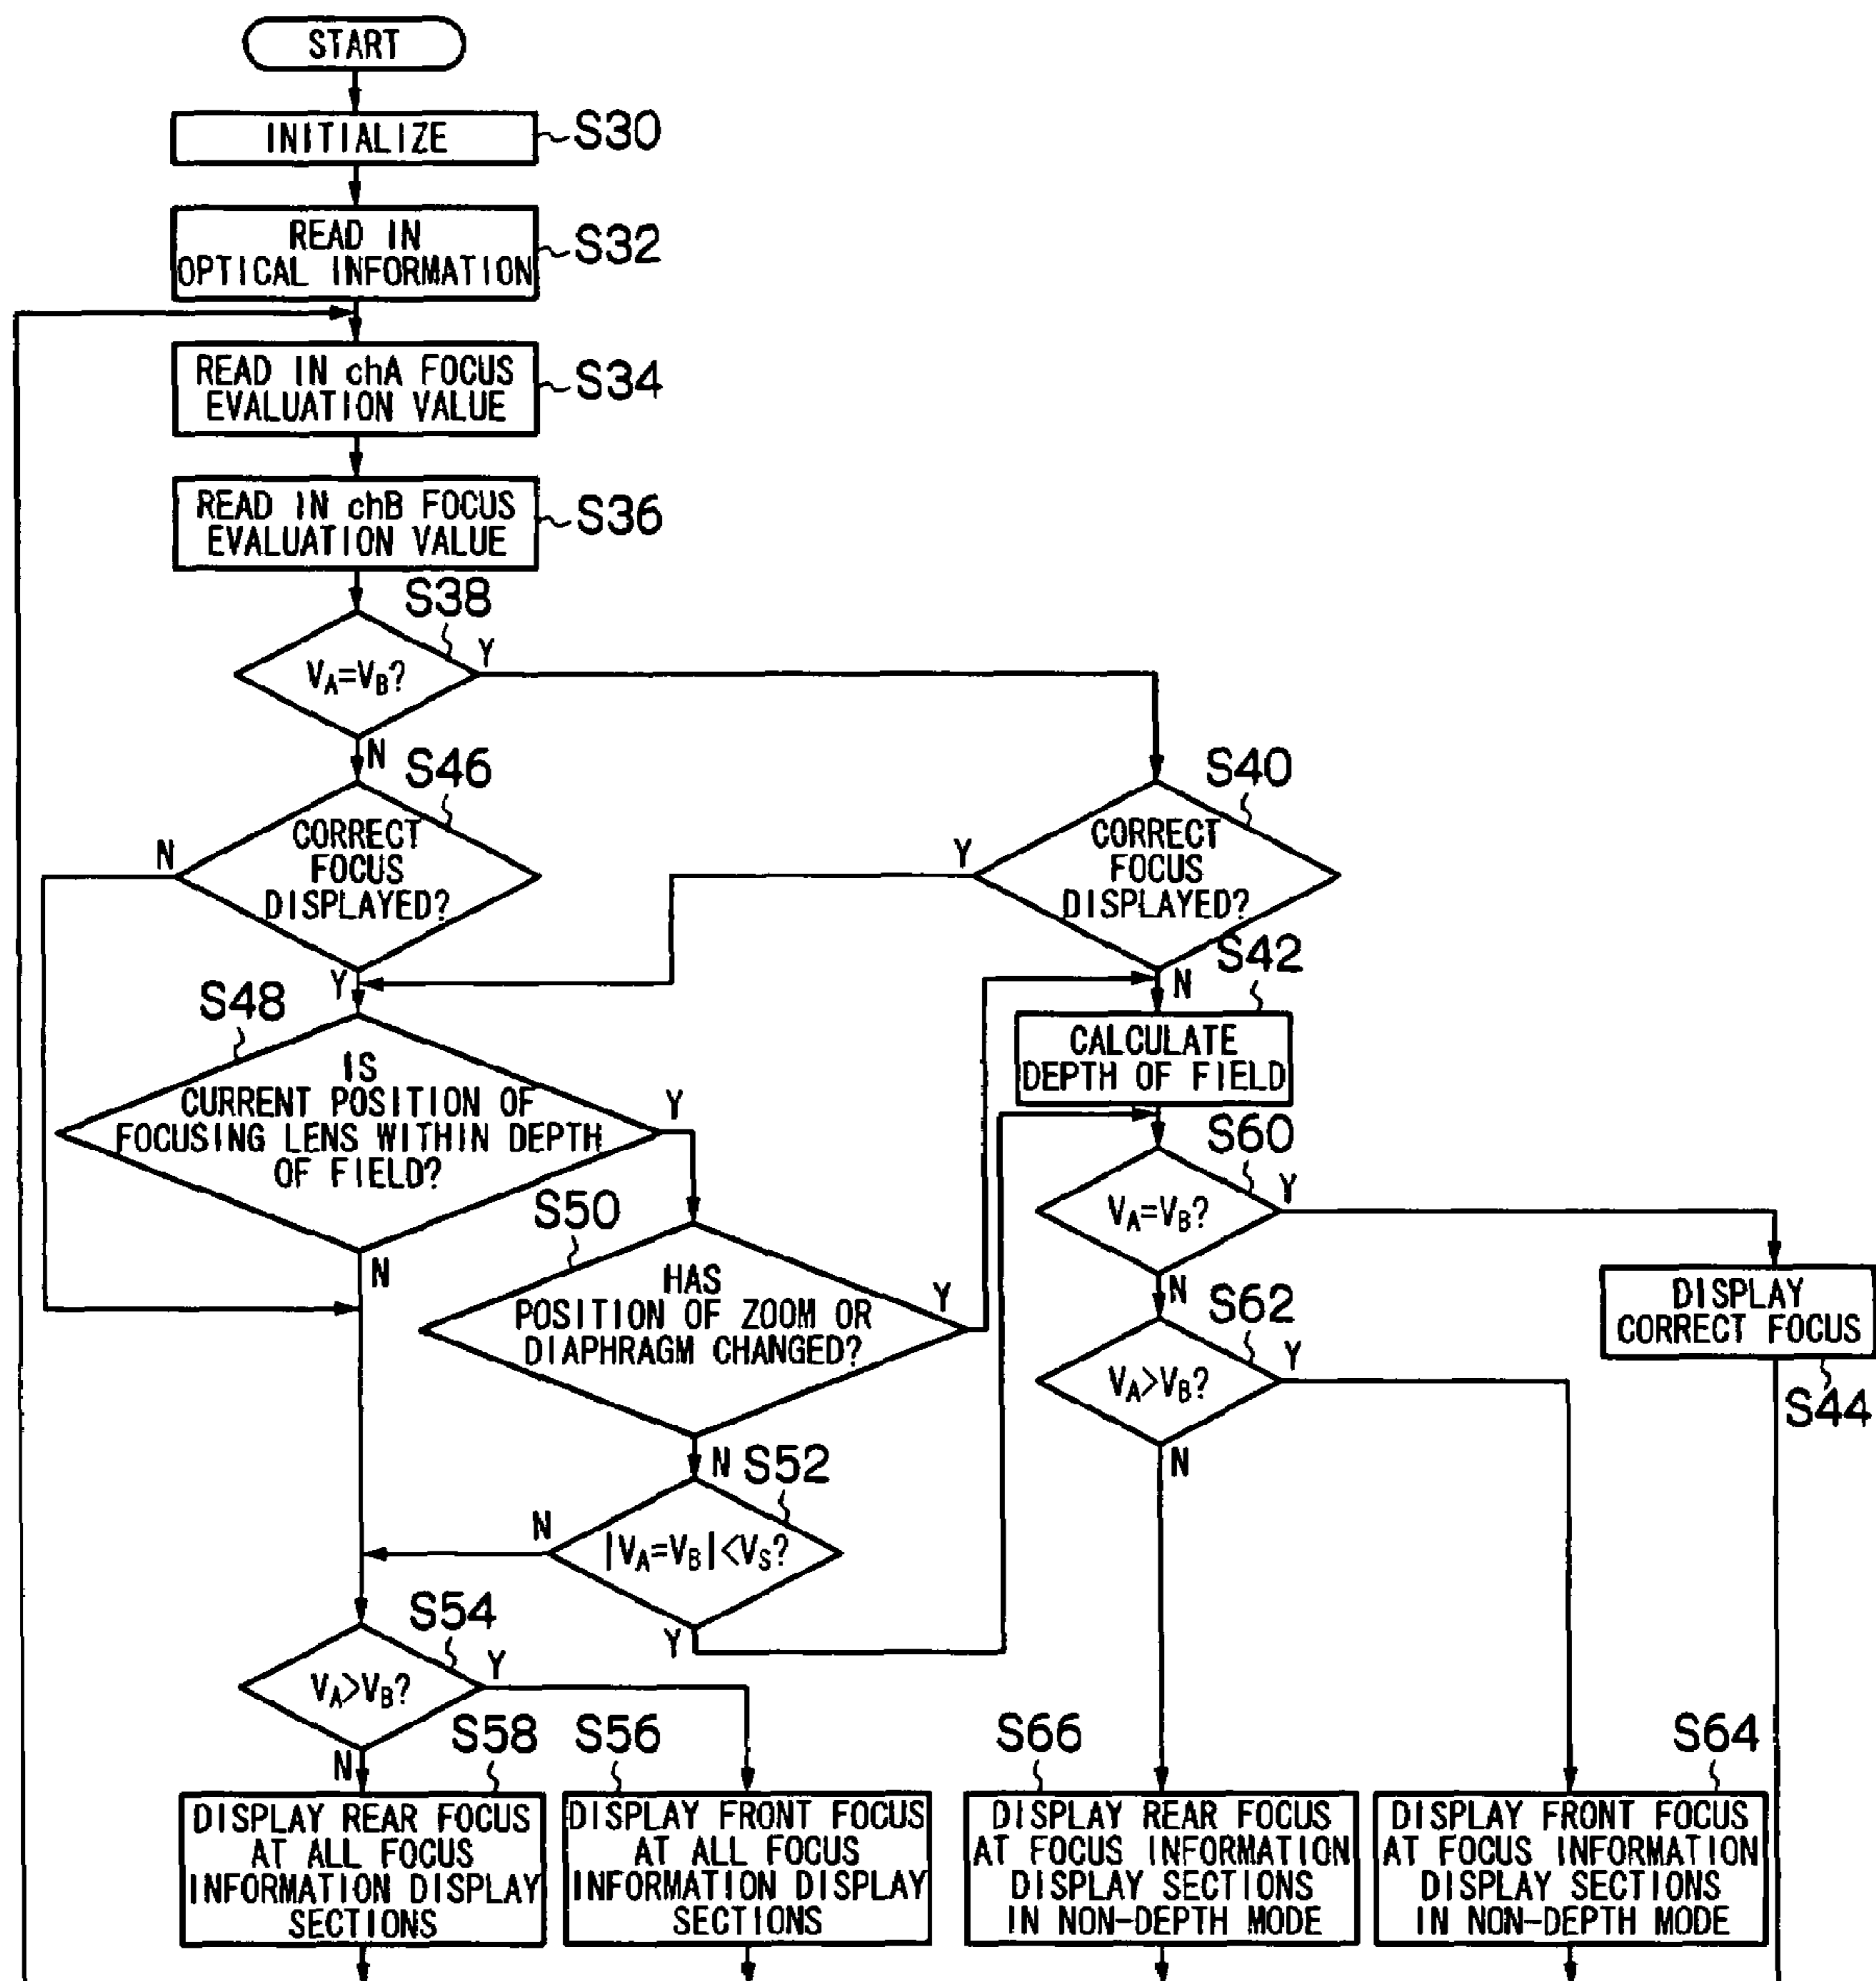 START
INITIALIZE
S30
READ IN
OPTICAL INFORMATION
S32
READ IN chA FOCUS
EVALUATION VALUE
S34
READ IN chB FOCUS
EVALUATION VALUE
S36
S38
VA=VB?
Y
N
S46
CORRECT
FOCUS
DISPLAYED?
N
Y
S40
CORRECT
FOCUS
DISPLAYED?
Y
N
S42
CALCULATE
DEPTH OF FIELD
S48
IS
CURRENT POSITION OF
FOCUSING LENS WITHIN DEPTH
OF FIELD?
Y
N
S50
HAS
POSITION OF ZOOM OR
DIAPHRAGM CHANGED?
Y
N
S52
|VA=VB|<VS?
N
Y
S60
VA=VB?
Y
N
DISPLAY
CORRECT FOCUS
S44
S62
VA>VB?
Y
N
S54
VA>VB?
Y
N
S58
DISPLAY REAR FOCUS
AT ALL FOCUS
INFORMATION DISPLAY
SECTIONS
S56
DISPLAY FRONT FOCUS
AT ALL FOCUS
INFORMATION DISPLAY
SECTIONS
S66
DISPLAY REAR FOCUS
AT FOCUS INFORMATION
DISPLAY SECTIONS
IN NON-DEPTH MODE
S64
DISPLAY FRONT FOCUS
AT FOCUS INFORMATION
DISPLAY SECTIONS
IN NON-DEPTH MODE